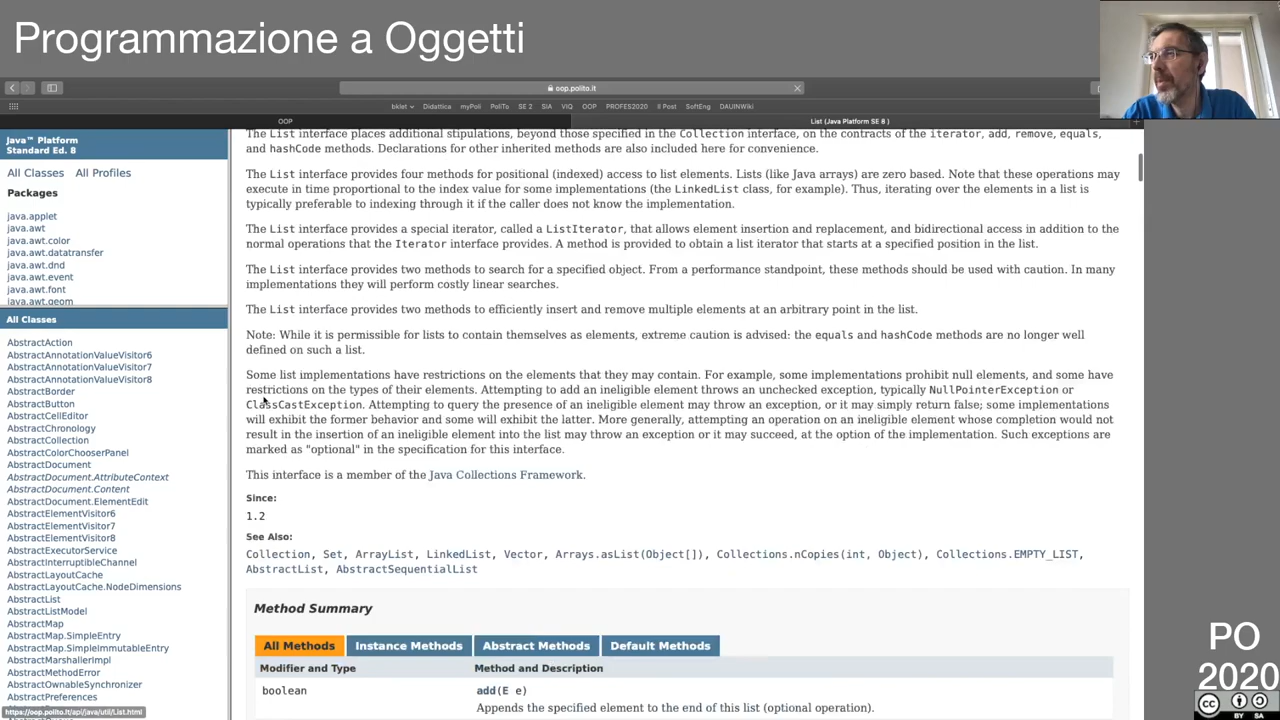 Programmazione a Oggetti
oop.polito.it
bklet Didattica myPoli PoliTo SE 2 SIA VIQ OOP PROFES2020 il Post SoftEng DAUINWiki
OOP
List (Java Platform SE 8 )
Java™ Platform
Standard Ed. 8
All Classes All Profiles
Packages
java.applet
java.awt
java.awt.color
java.awt.datatransfer
java.awt.dnd
java.awt.event
java.awt.font
java.awt.geom
All Classes
AbstractAction
AbstractAnnotationValueVisitor6
AbstractAnnotationValueVisitor7
AbstractAnnotationValueVisitor8
AbstractBorder
AbstractButton
AbstractCellEditor
AbstractChronology
AbstractCollection
AbstractColorChooserPanel
AbstractDocument
AbstractDocument.AttributeContext
AbstractDocument.Content
AbstractDocument.ElementEdit
AbstractElementVisitor6
AbstractElementVisitor7
AbstractElementVisitor8
AbstractExecutorService
AbstractInterruptibleChannel
AbstractLayoutCache
AbstractLayoutCache.NodeDimensions
AbstractList
AbstractListModel
AbstractMap
AbstractMap.SimpleEntry
AbstractMap.SimpleImmutableEntry
AbstractMarshallerImpl
AbstractMethodError
AbstractOwnableSynchronizer
AbstractPreferences
https://oop.polito.it/api/java/util/List.html
The List interface places additional stipulations, beyond those specified in the Collection interface, on the contracts of the iterator, add, remove, equals,
and hashCode methods. Declarations for other inherited methods are also included here for convenience.
The List interface provides four methods for positional (indexed) access to list elements. Lists (like Java arrays) are zero based. Note that these operations may
execute in time proportional to the index value for some implementations (the LinkedList class, for example). Thus, iterating over the elements in a list is
typically preferable to indexing through it if the caller does not know the implementation.
The List interface provides a special iterator, called a ListIterator, that allows element insertion and replacement, and bidirectional access in addition to the
normal operations that the Iterator interface provides. A method is provided to obtain a list iterator that starts at a specified position in the list.
The List interface provides two methods to search for a specified object. From a performance standpoint, these methods should be used with caution. In many
implementations they will perform costly linear searches.
The List interface provides two methods to efficiently insert and remove multiple elements at an arbitrary point in the list.
Note: While it is permissible for lists to contain themselves as elements, extreme caution is advised: the equals and hashCode methods are no longer well
defined on such a list.
Some list implementations have restrictions on the elements that they may contain. For example, some implementations prohibit null elements, and some have
restrictions on the types of their elements. Attempting to add an ineligible element throws an unchecked exception, typically NullPointerException or
ClassCastException. Attempting to query the presence of an ineligible element may throw an exception, or it may simply return false; some implementations
will exhibit the former behavior and some will exhibit the latter. More generally, attempting an operation on an ineligible element whose completion would not
result in the insertion of an ineligible element into the list may throw an exception or it may succeed, at the option of the implementation. Such exceptions are
marked as "optional" in the specification for this interface.
This interface is a member of the Java Collections Framework.
Since:
1.2
See Also:
Collection, Set, ArrayList, LinkedList, Vector, Arrays.asList(Object[]), Collections.nCopies(int, Object), Collections.EMPTY_LIST,
AbstractList, AbstractSequentialList
Method Summary
All Methods Instance Methods Abstract Methods Default Methods
Modifier and Type Method and Description
boolean add(E e)
Appends the specified element to the end of this list (optional operation).
PO
2020
CC BY SA